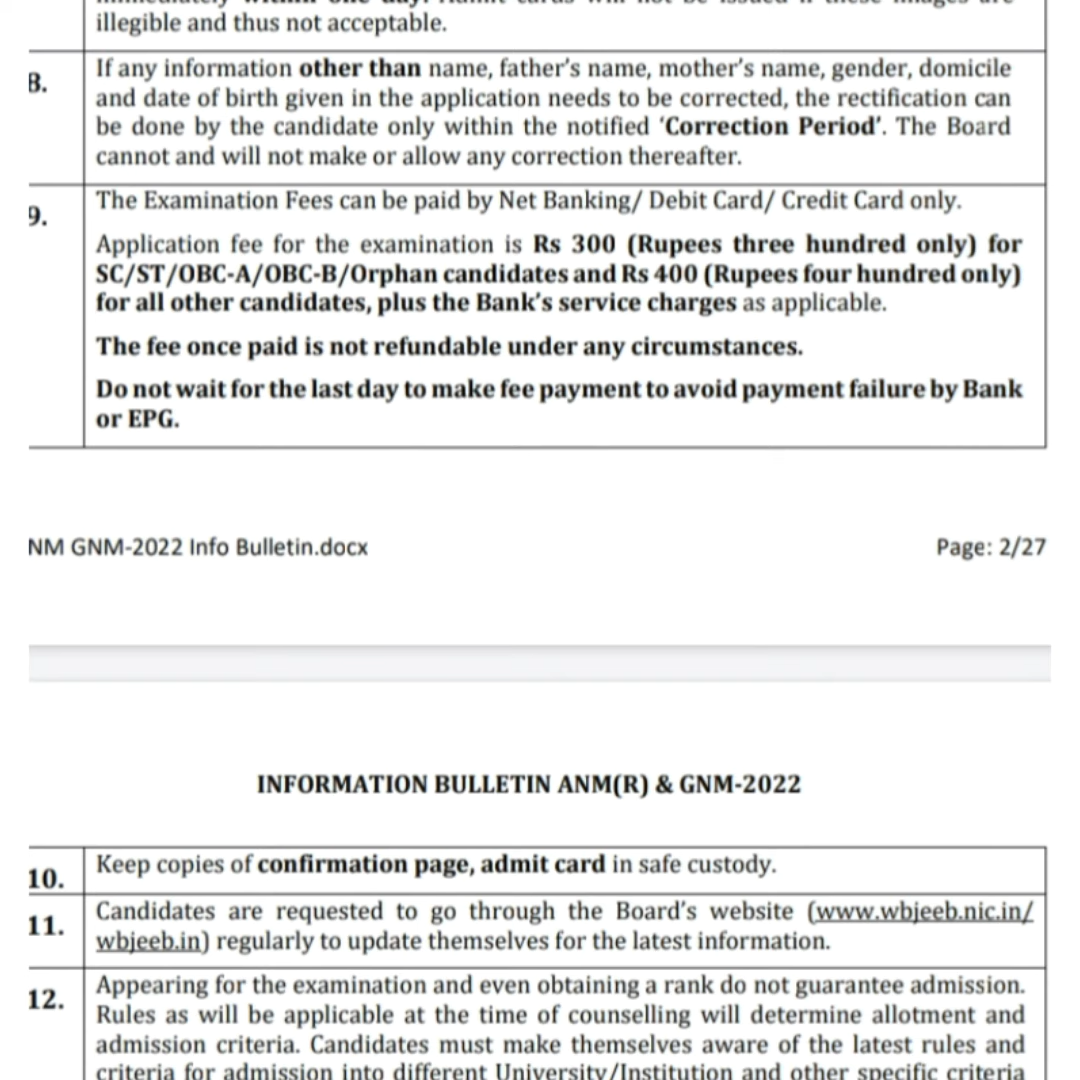 illegible and thus not acceptable.
8.
If any information other than name, father's name, mother's name, gender, domicile
and date of birth given in the application needs to be corrected, the rectification can
be done by the candidate only within the notified 'Correction Period'. The Board
cannot and will not make or allow any correction thereafter.
9.
The Examination Fees can be paid by Net Banking/ Debit Card/ Credit Card only.
Application fee for the examination is Rs 300 (Rupees three hundred only) for
SC/ST/OBC-A/OBC-B/Orphan candidates and Rs 400 (Rupees four hundred only)
for all other candidates, plus the Bank's service charges as applicable.
The fee once paid is not refundable under any circumstances.
Do not wait for the last day to make fee payment to avoid payment failure by Bank
or EPG.
NM GNM-2022 Info Bulletin.docx Page: 2/27
INFORMATION BULLETIN ANM(R) & GNM-2022
10. Keep copies of confirmation page, admit card in safe custody.
11.
Candidates are requested to go through the Board's website (www.wbjeeb.nic.in/
wbjeeb.in) regularly to update themselves for the latest information.
12.
Appearing for the examination and even obtaining a rank do not guarantee admission.
Rules as will be applicable at the time of counselling will determine allotment and
admission criteria. Candidates must make themselves aware of the latest rules and
criteria for admission into different University/Institution and other specific criteria